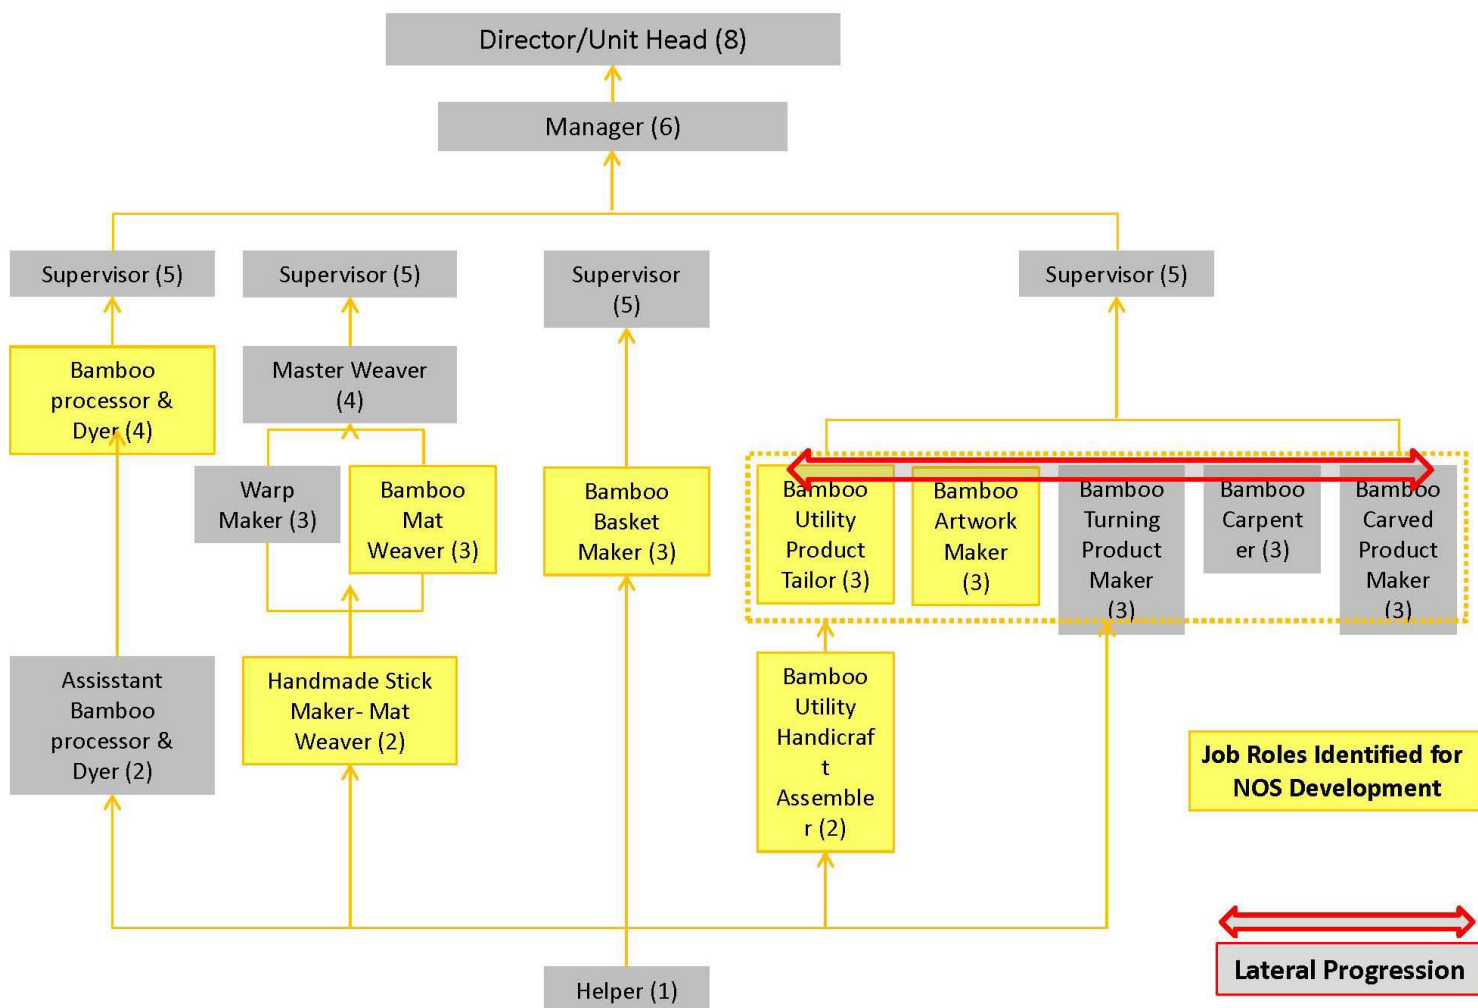 Director/Unit Head (8)
Manager (6)
Supervisor (5)
Supervisor (5)
Supervisor
(5)
Supervisor (5)
Bamboo
processor &
Dyer (4)
Master Weaver
(4)
Warp
Maker (3)
Bamboo
Mat
Weaver (3)
Bamboo
Basket
Maker (3)
Bamboo
Utility
Product
Tailor (3)
Bamboo
Artwork
Maker
(3)
Bamboo
Turning
Product
Maker
(3)
Bamboo
Carpent
er (3)
Bamboo
Carved
Product
Maker
(3)
Assisstant
Bamboo
processor &
Dyer (2)
Handmade Stick
Maker- Mat
Weaver (2)
Bamboo
Utility
Handicraf
t
Assemble
r (2)
Job Roles Identified for
NOS Development
Helper (1)
Lateral Progression